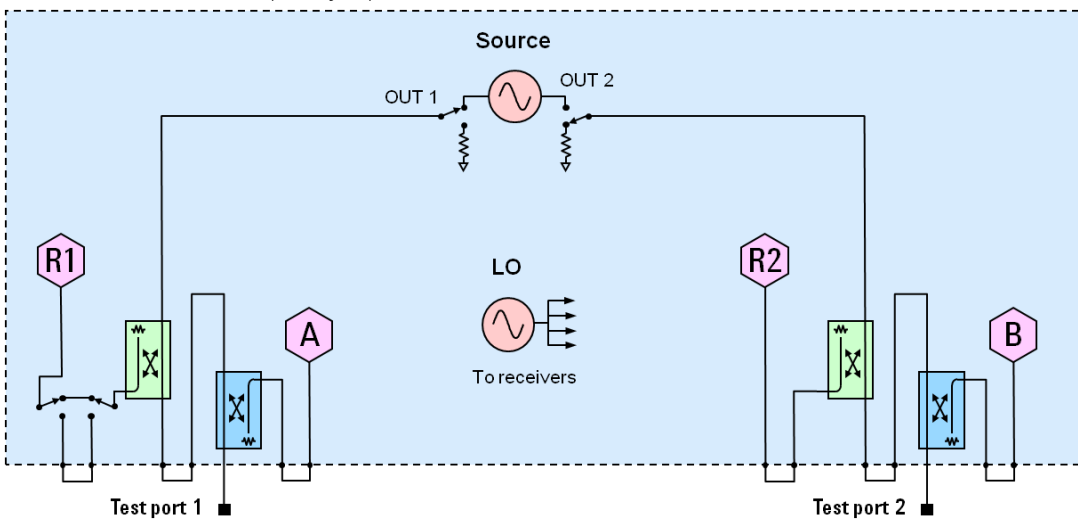 Source
OUT 1
OUT 2
R1
R2
LO
A
B
To receivers
Test port 1
Test port 2